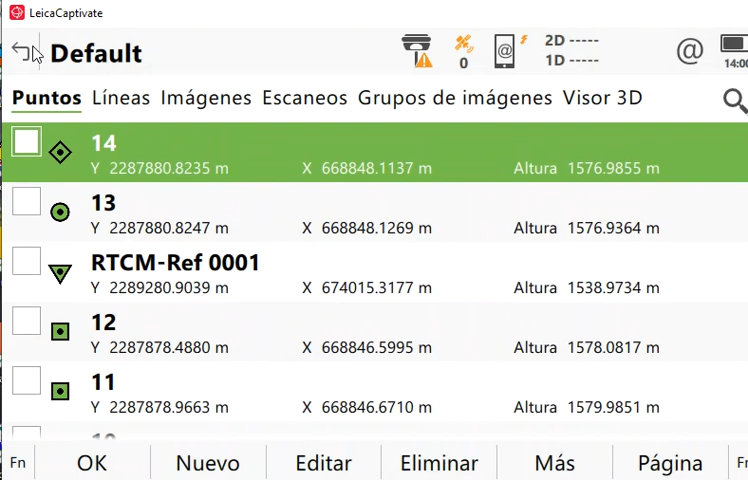 LeicaCaptivate
Default
0
@
2D -----
1D -----
@
14:00
Puntos Líneas Imágenes Escaneos Grupos de imágenes Visor 3D
14
Y 2287880.8235 m X 668848.1137 m Altura 1576.9855 m
13
Y 2287880.8247 m X 668848.1269 m Altura 1576.9364 m
RTCM-Ref 0001
Y 2289280.9039 m X 674015.3177 m Altura 1538.9734 m
12
Y 2287878.4880 m X 668846.5995 m Altura 1578.0817 m
11
Y 2287878.9663 m X 668846.6710 m Altura 1579.9851 m
10
Fn OK Nuevo Editar Eliminar Más Página Fn